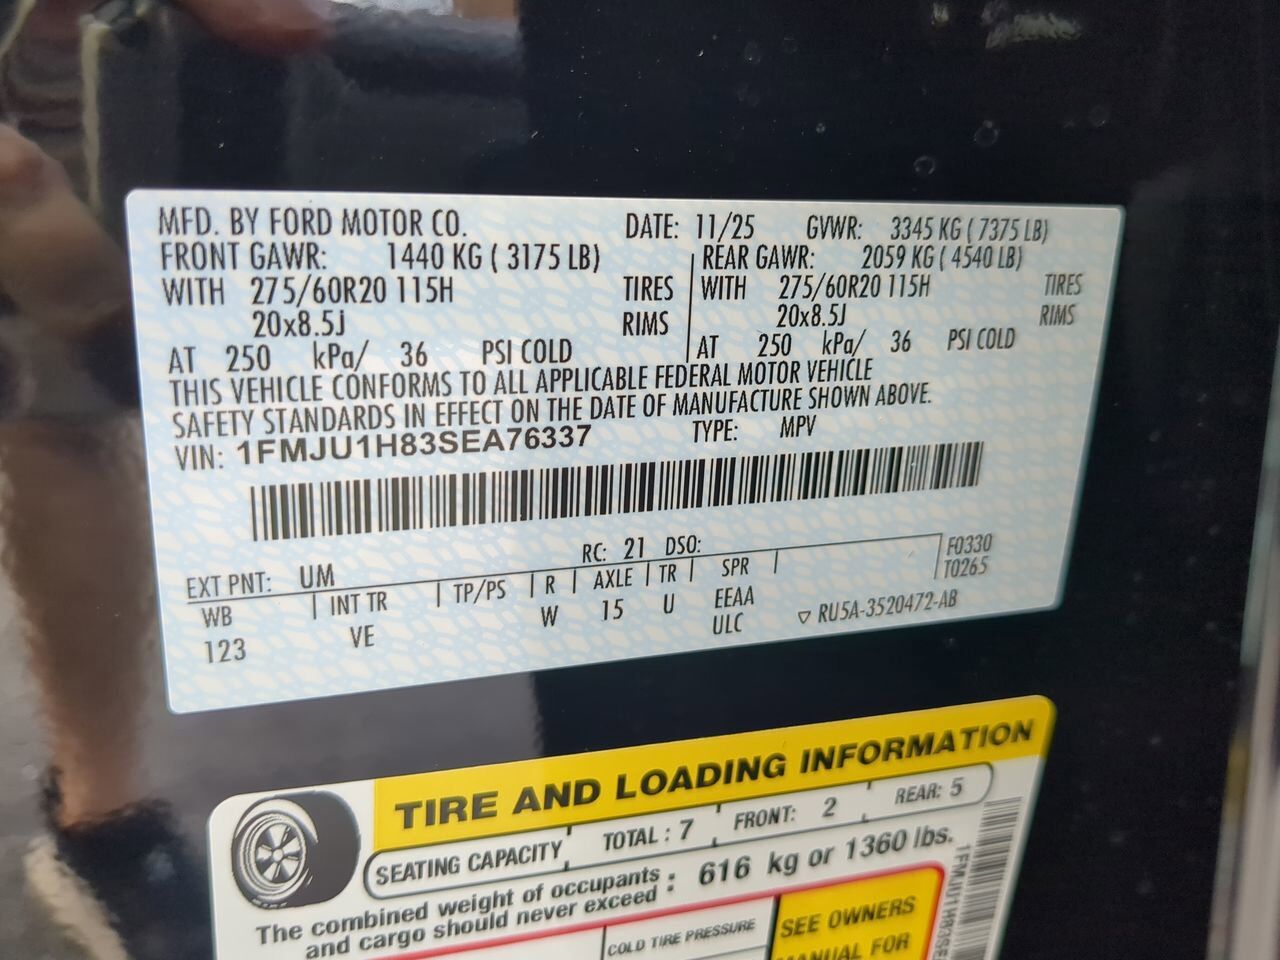 MFD. BY FORD MOTOR CO. DATE: 11/25 GVWR: 3345 KG ( 7375 LB)
FRONT GAWR: 1440 KG ( 3175 LB) REAR GAWR: 2059 KG ( 4540 LB)
WITH 275/60R20 115H TIRES WITH 275/60R20 115H TIRES
20x8.5J RIMS 20x8.5J RIMS
AT 250 kPa/ 36 PSI COLD AT 250 kPa/ 36 PSI COLD
THIS VEHICLE CONFORMS TO ALL APPLICABLE FEDERAL MOTOR VEHICLE
SAFETY STANDARDS IN EFFECT ON THE DATE OF MANUFACTURE SHOWN ABOVE.
VIN: 1FMJU1H83SEA76337 TYPE: MPV
EXT PNT: UM RC: 21 DSO: F0330
WB INT TR TP/PS R AXLE TR SPR T0265
123 VE W 15 U EEAA
ULC ▽ RU5A-3520472-AB
TIRE AND LOADING INFORMATION
SEATING CAPACITY TOTAL : 7 FRONT: 2 REAR: 5
The combined weight of occupants : 616 kg or 1360 lbs.
and cargo should never exceed
COLD TIRE PRESSURE
SEE OWNERS
MANUAL FOR